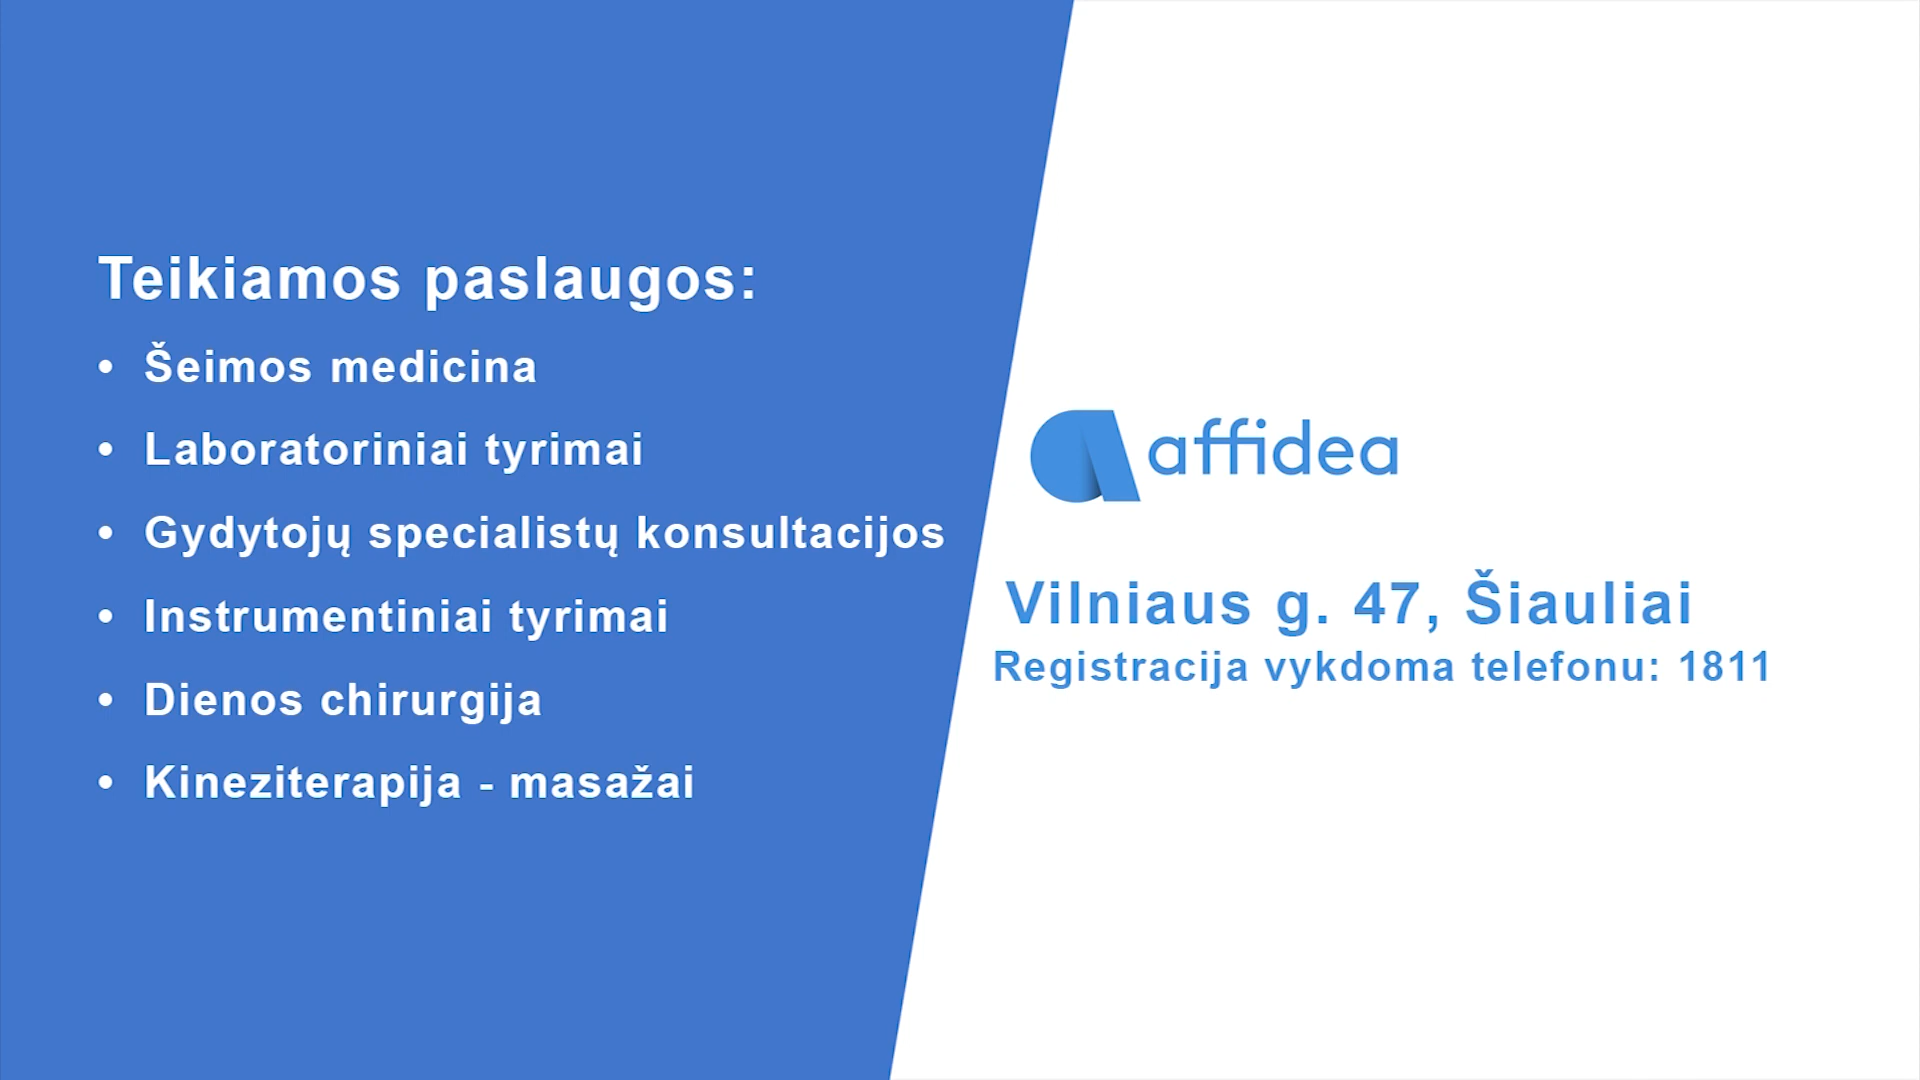 Teikiamos paslaugos:
• Šeimos medicina
• Laboratoriniai tyrimai
• Gydytojų specialistų konsultacijos
• Instrumentiniai tyrimai
• Dienos chirurgija
• Kineziterapija - masažai
affidea
Vilniaus g. 47, Šiauliai
Registracija vykdoma telefonu: 1811